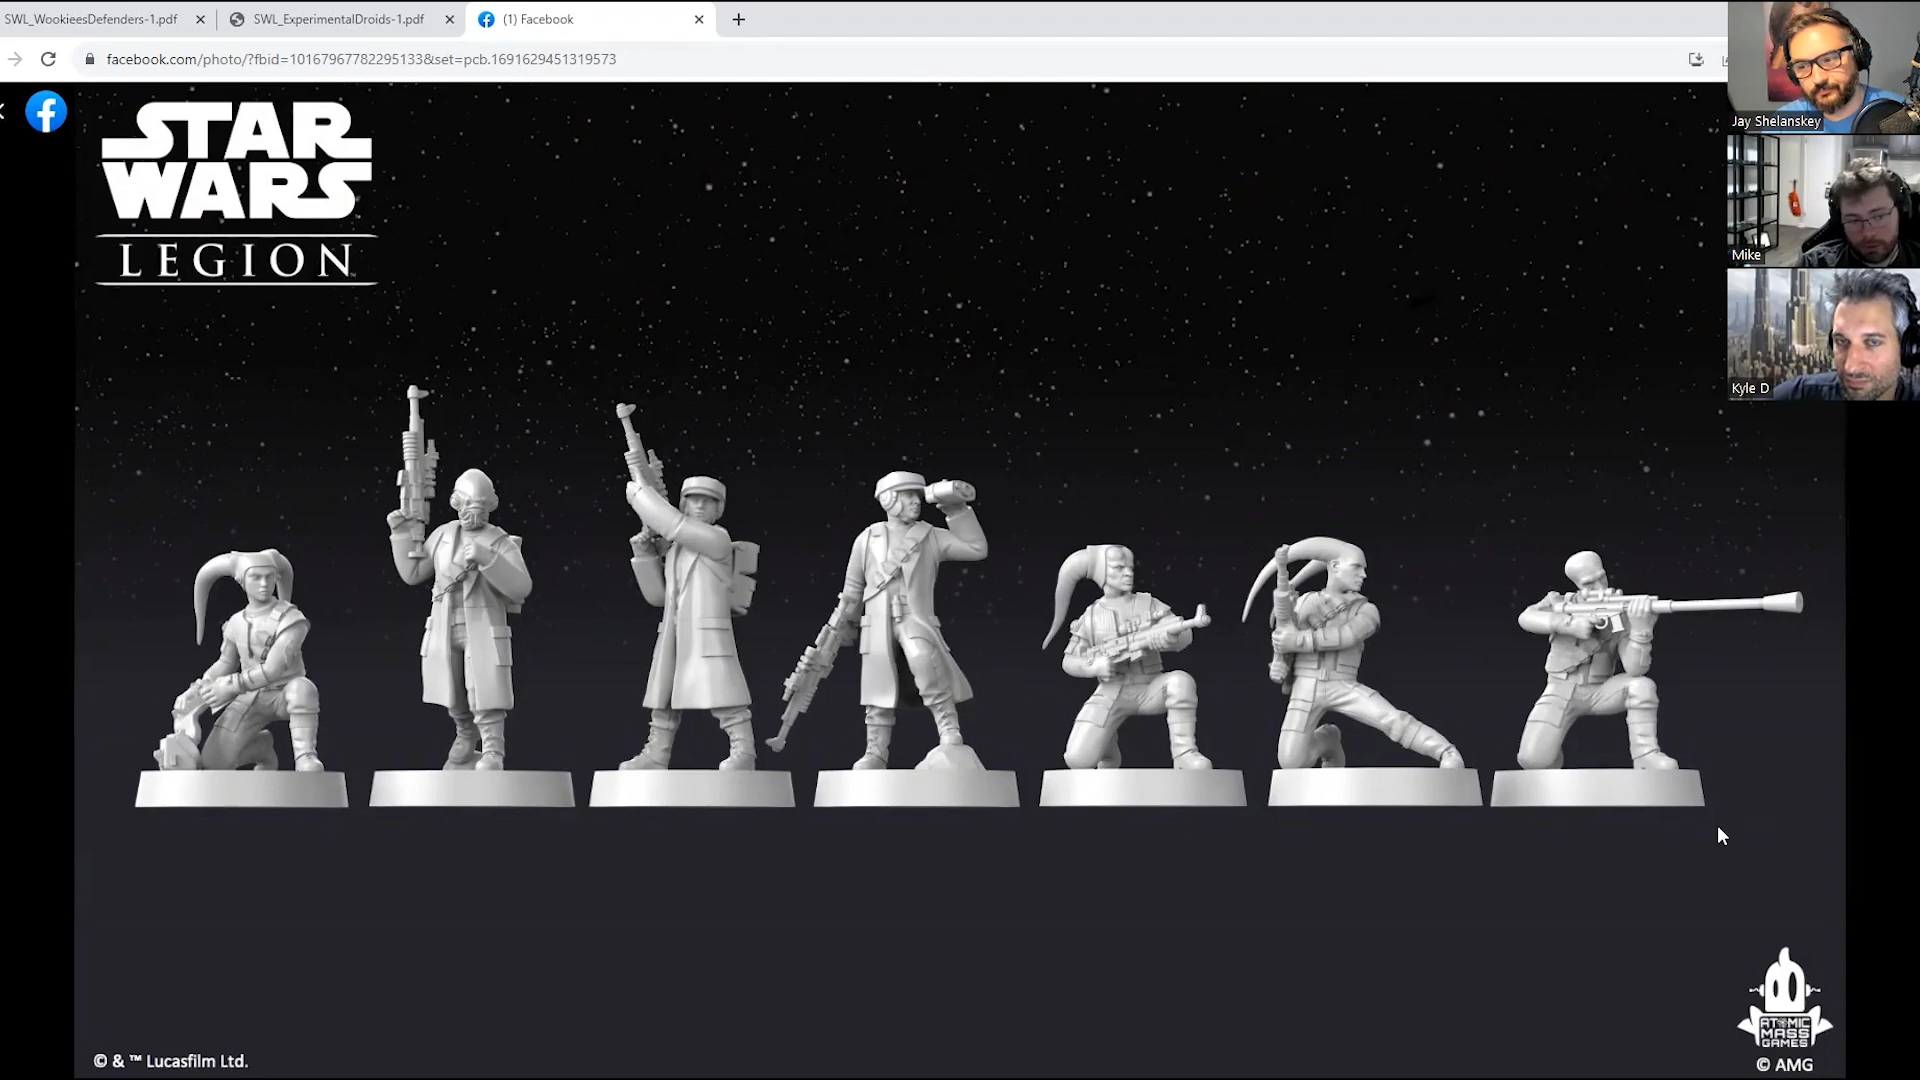 SWL_WookieesDefenders-1.pdf
SWL_ExperimentalDroids-1.pdf
(1) Facebook
facebook.com/photo/?fbid=10167967782295133&set=pcb.1691629451319573
STAR
WARS
LEGION
Jay Shelanskey
Mike
Kyle D
© & ™ Lucasfilm Ltd.
ATOMIC
MASS
GAMES
© AMG